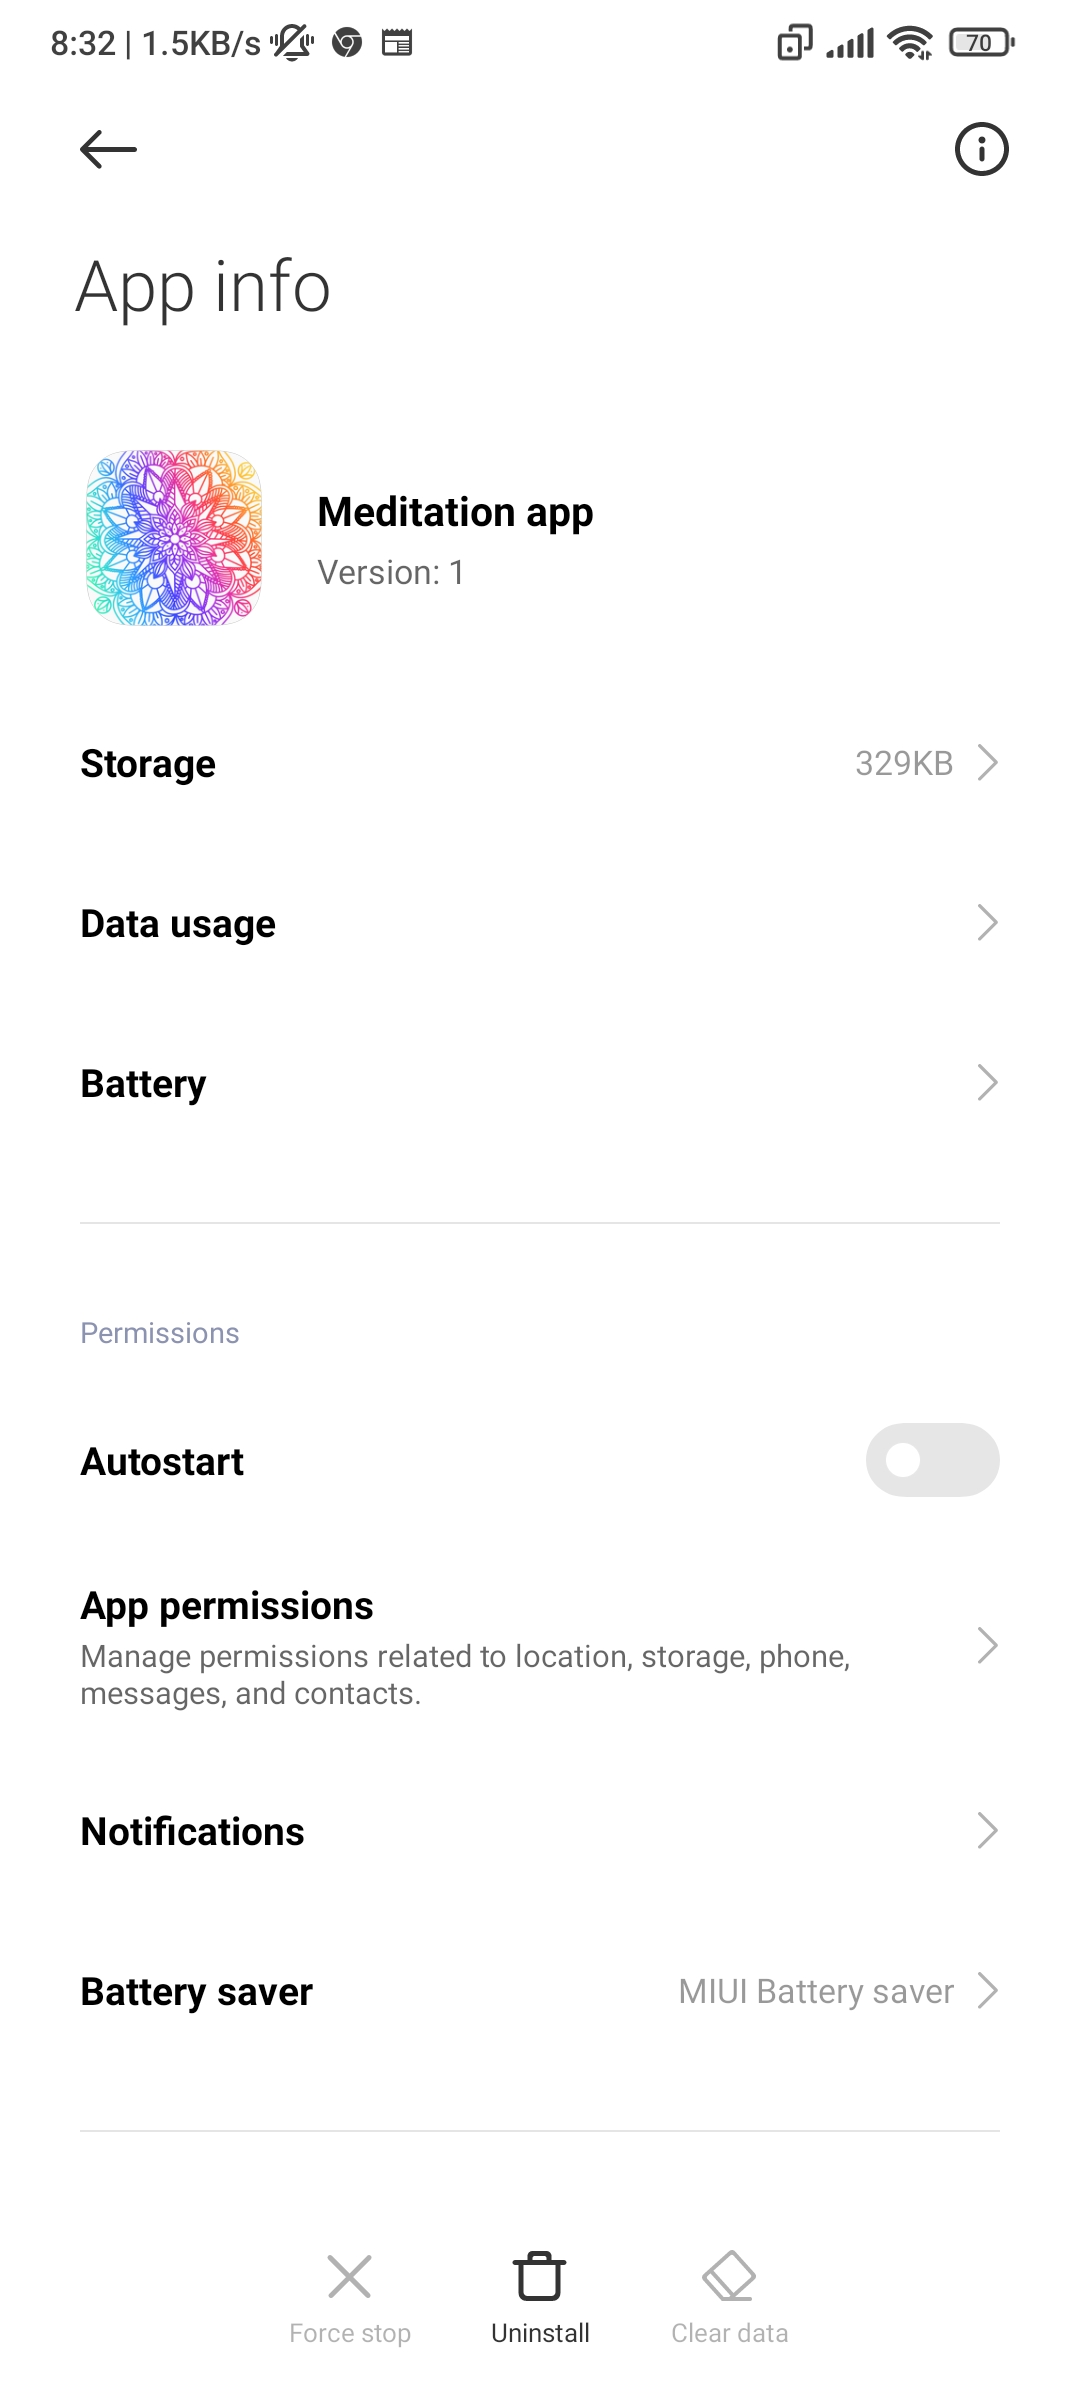 8:32 | 1.5KB/s
70
App info
Meditation app
Version: 1
Storage
329KB
Data usage
Battery
Permissions
Autostart
App permissions
Manage permissions related to location, storage, phone,
messages, and contacts.
Notifications
Battery saver
MIUI Battery saver
Force stop
Uninstall
Clear data